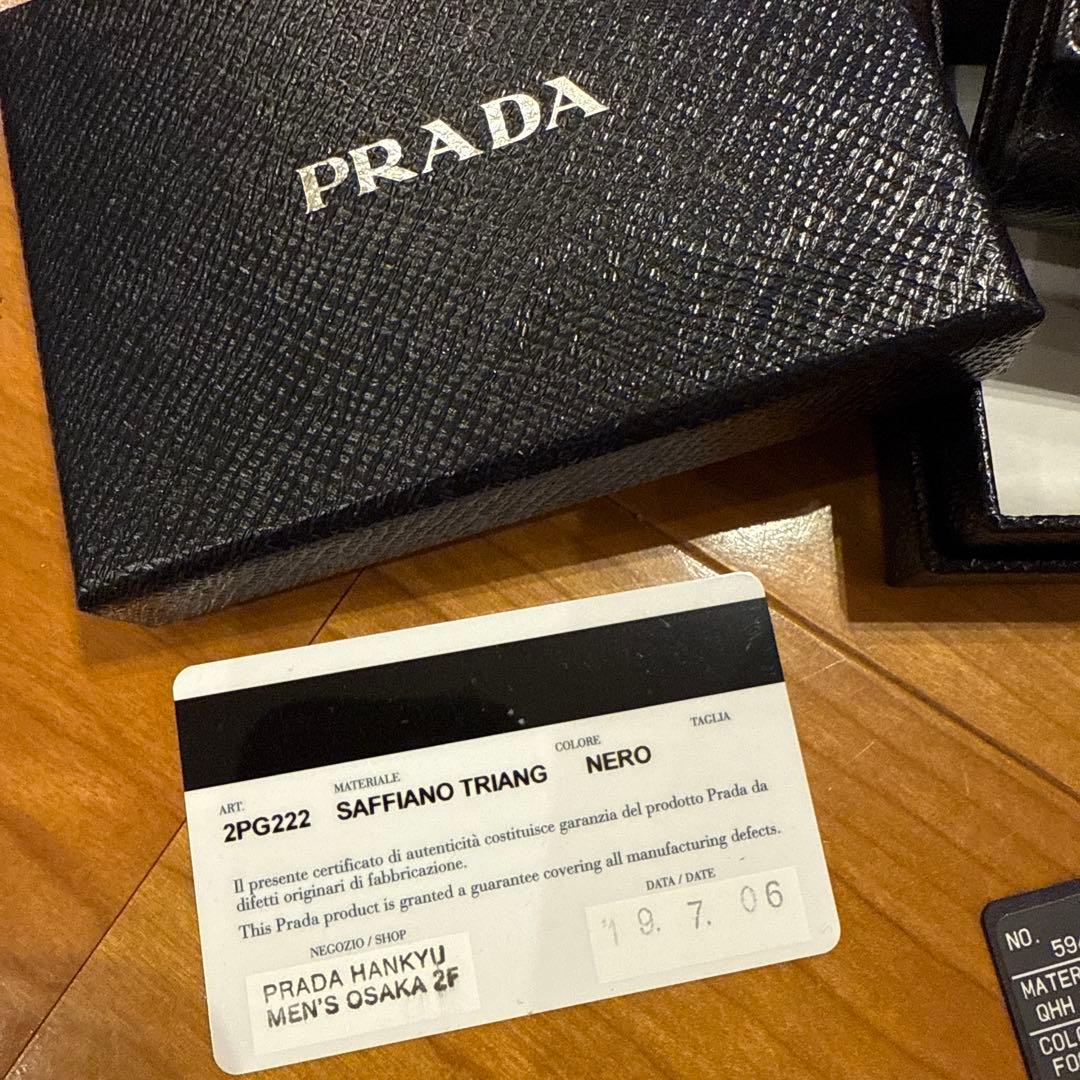 PRADA
ART.
2PG222
MATERIALE
SAFFIANO TRIANG
COLORE
NERO
TAGLIA
Il presente certificato di autenticità costituisce garanzia del prodotto Prada da
difetti originari di fabbricazione.
This Prada product is granted a guarantee covering all manufacturing defects.
NEGOZIO / SHOP
PRADA HANKYU
MEN'S OSAKA 2F
DATA / DATE
'19. 7. 06
NO.
QHH